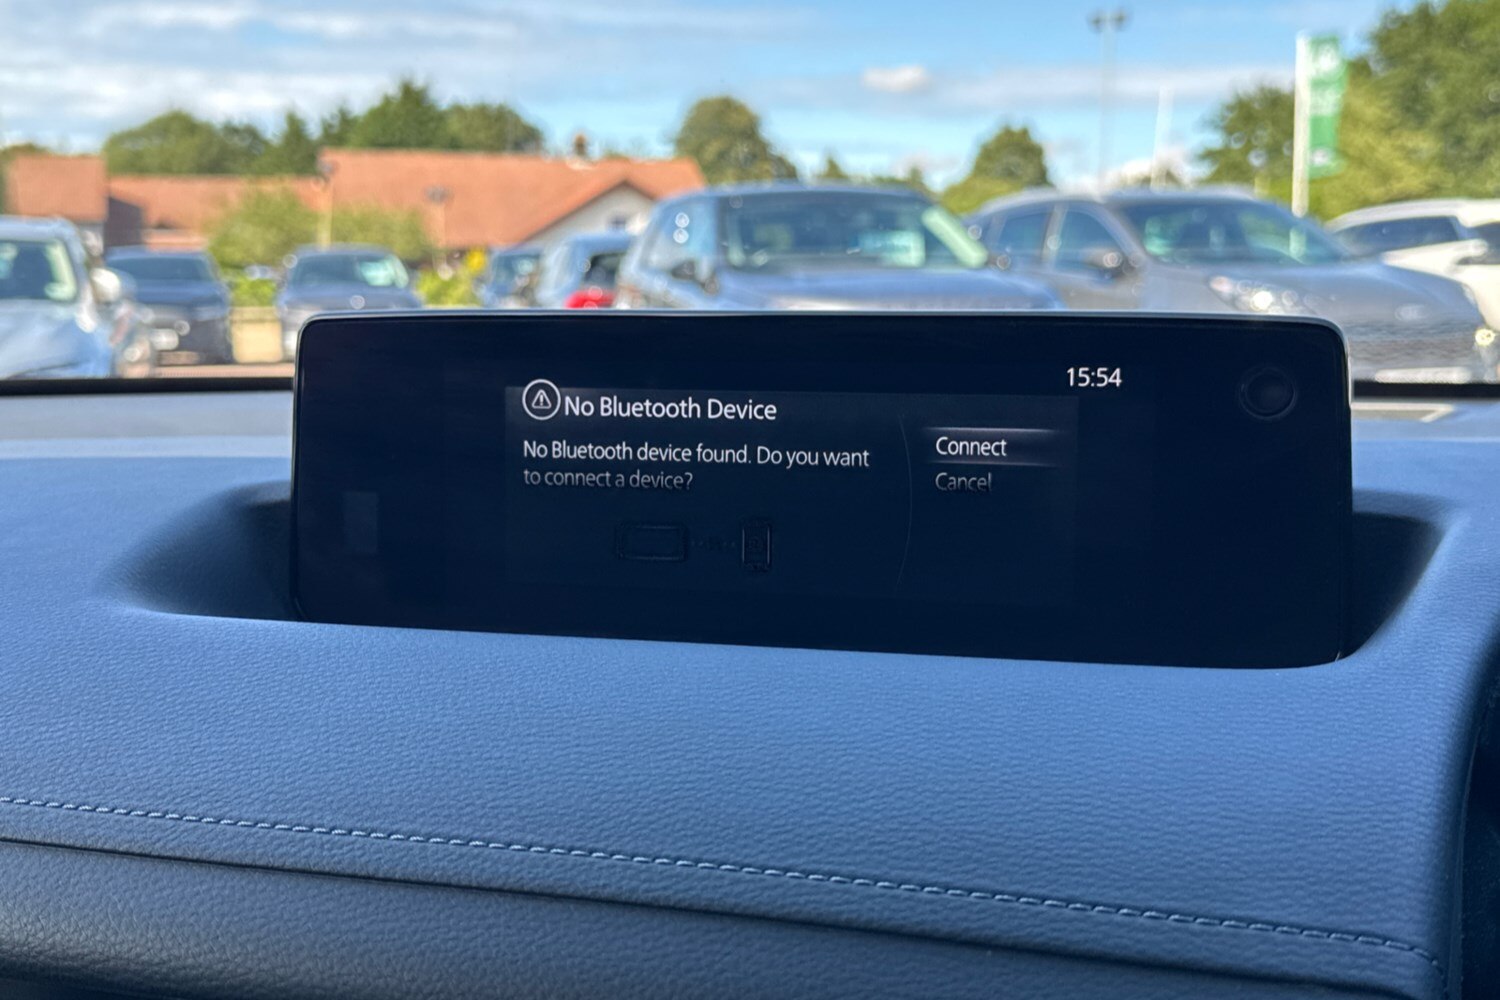 15:54
No Bluetooth Device
No Bluetooth device found. Do you want
to connect a device?
Connect
Cancel